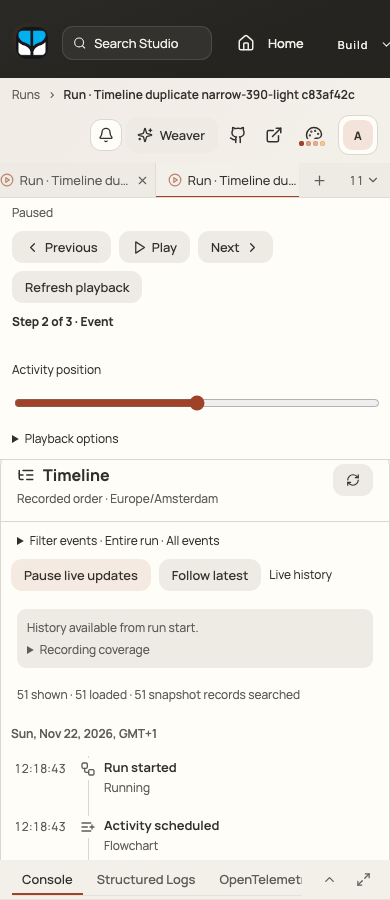 Search Studio
Home
Build
Runs › Run · Timeline duplicate narrow-390-light c83af42c
Weaver
A
Run · Timeline du...
Run · Timeline du...
11
Paused
Previous
Play
Next
Refresh playback
Step 2 of 3 · Event
Activity position
Playback options
Timeline
Recorded order · Europe/Amsterdam
Filter events · Entire run · All events
Pause live updates
Follow latest
Live history
History available from run start.
Recording coverage
51 shown · 51 loaded · 51 snapshot records searched
Sun, Nov 22, 2026, GMT+1
12:18:43 Run started
Running
12:18:43 Activity scheduled
Flowchart
Console
Structured Logs
OpenTelemet